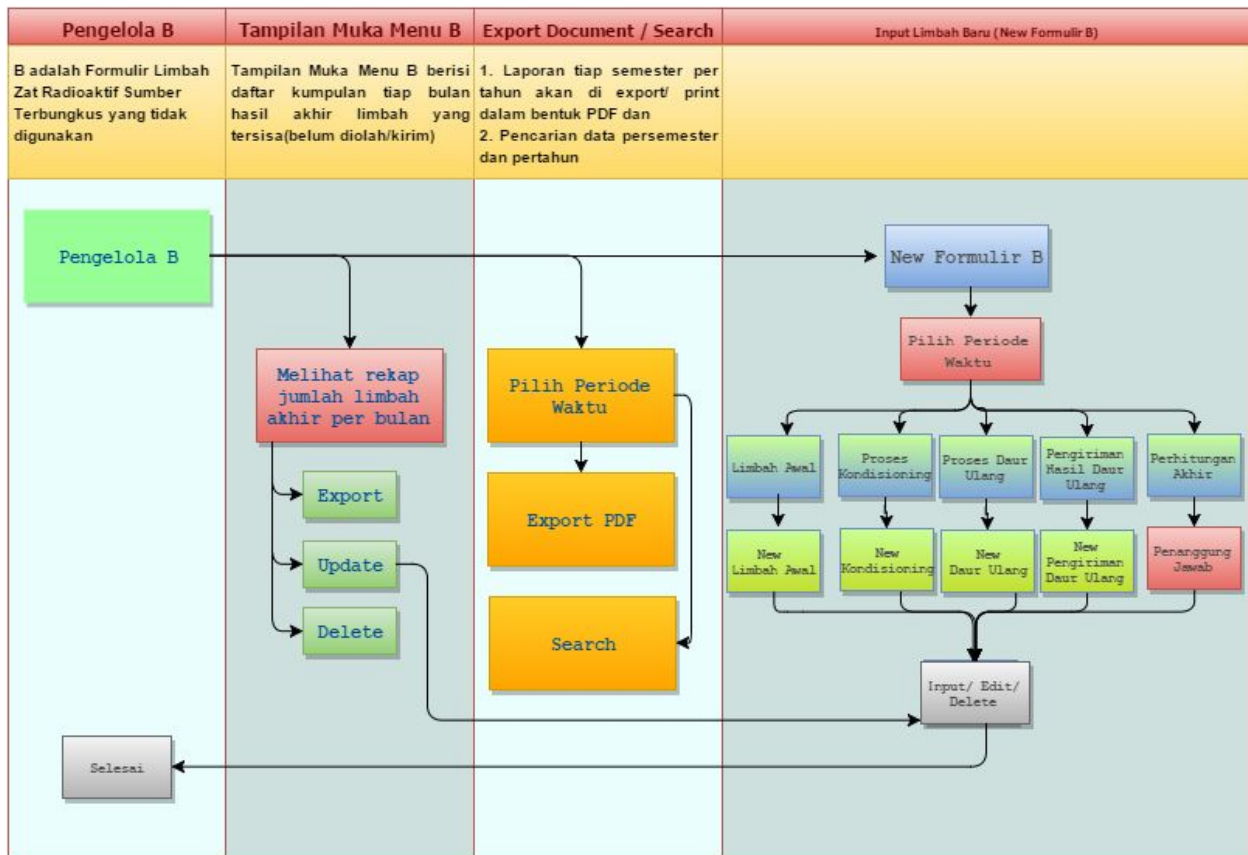 Pengelola B
Tampilan Muka Menu B
Export Document / Search
Input Limbah Baru (New Formulir B)
B adalah Formulir Limbah
Zat Radioaktif Sumber
Terbungkus yang tidak
digunakan
Tampilan Muka Menu B berisi
daftar kumpulan tiap bulan
hasil akhir limbah yang
tersisa(belum diolah/kirim)
1. Laporan tiap semester per
tahun akan di export/ print
dalam bentuk PDF dan
2. Pencarian data persemester
dan pertahun
Pengelola B
New Formulir B
Pilih Periode
Waktu
Melihat rekap
jumlah limbah
akhir per bulan
Pilih Periode
Waktu
Limbah Awal
Proses
Kondisioning
Proses Daur
Ulang
Pengiriman
Hasil Daur
Ulang
Perhitungan
Akhir
Export
Export PDF
Update
New
Limbah Awal
New
Kondisioning
New
Daur Ulang
New
Pengiriman
Daur Ulang
Penanggung
Jawab
Delete
Search
Input/ Edit/
Delete
Selesai